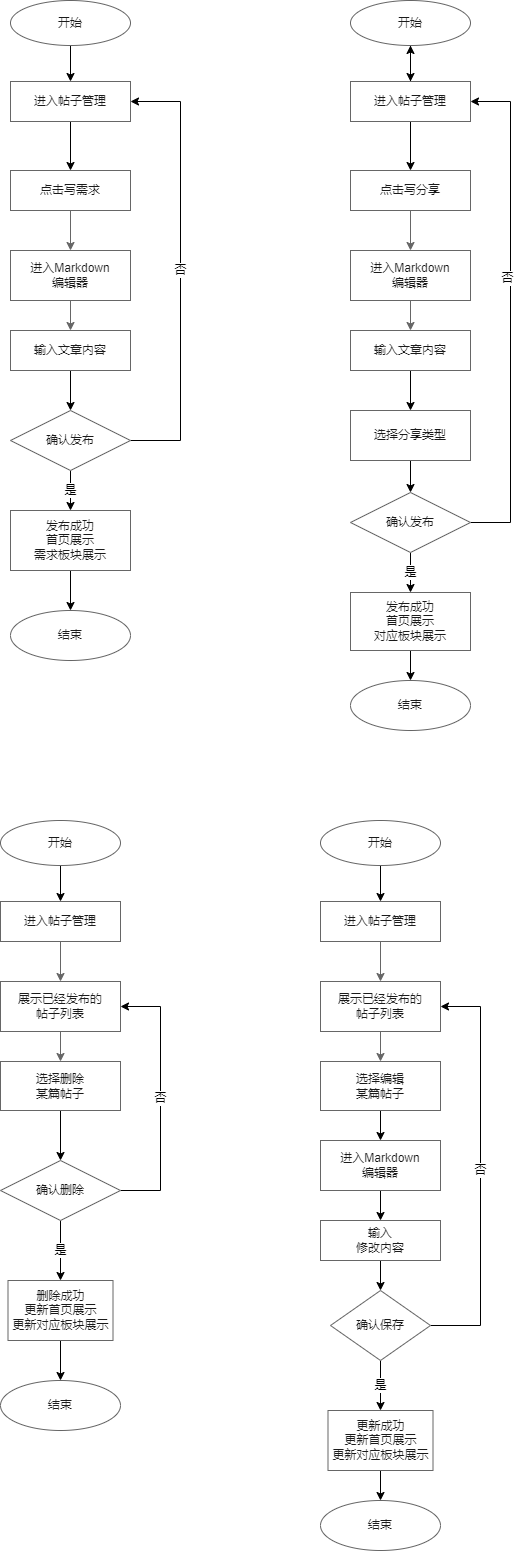 开始
进入帖子管理
点击写需求
进入Markdown
编辑器
输入文章内容
确认发布
否
是
发布成功
首页展示
需求板块展示
结束
开始
进入帖子管理
点击写分享
进入Markdown
编辑器
输入文章内容
选择分享类型
确认发布
否
是
发布成功
首页展示
对应板块展示
结束
开始
进入帖子管理
展示已经发布的
帖子列表
选择删除
某篇帖子
确认删除
否
是
删除成功
更新首页展示
更新对应板块展示
结束
开始
进入帖子管理
展示已经发布的
帖子列表
选择编辑
某篇帖子
进入Markdown
编辑器
输入
修改内容
确认保存
否
是
更新成功
更新首页展示
更新对应板块展示
结束